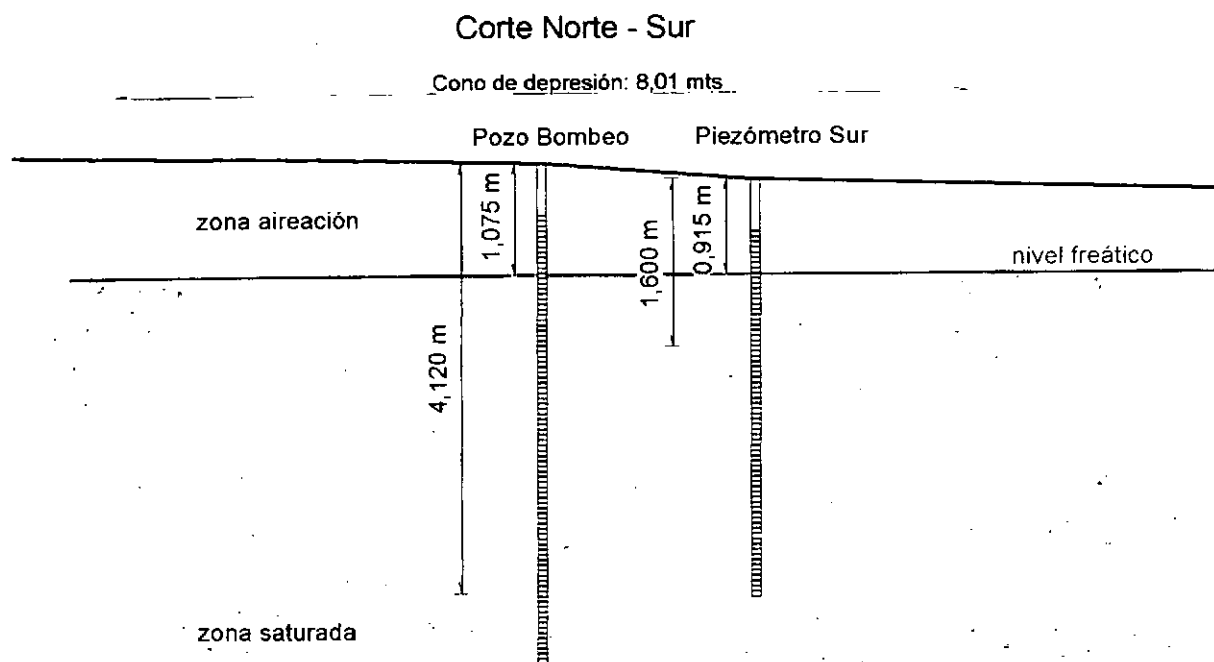 Corte Norte - Sur
Cono de depresión: 8,01 mts
Pozo Bombeo
Piezómetro Sur
zona aireación
1,075 m
0,915 m
1,600 m
nivel freático
4,120 m
zona saturada